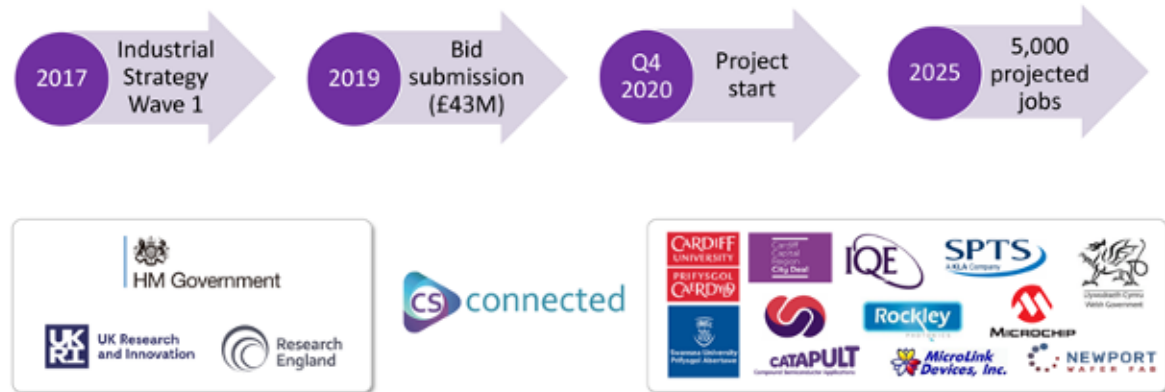 2017
Industrial
Strategy
Wave 1
2019
Bid
submission
(£43M)
Q4
2020
Project
start
2025
5,000
projected
jobs
HM Government
UK
RI
UK Research
and Innovation
Research
England
CS connected
CARDIFF
UNIVERSITY
PRIFYSGOL
CAERDYDD
Cardiff
Capital
Region
City Deal
IQE
SPTS
A KLA Company
Llywodraeth Cymru
Welsh Government
Swansea University
Prifysgol Abertawe
CATAPULT
Compound Semiconductor Applications
Rockley
PHOTONICS
MICROCHIP
MicroLink
Devices, Inc.
NEWPORT
WAFER FAB